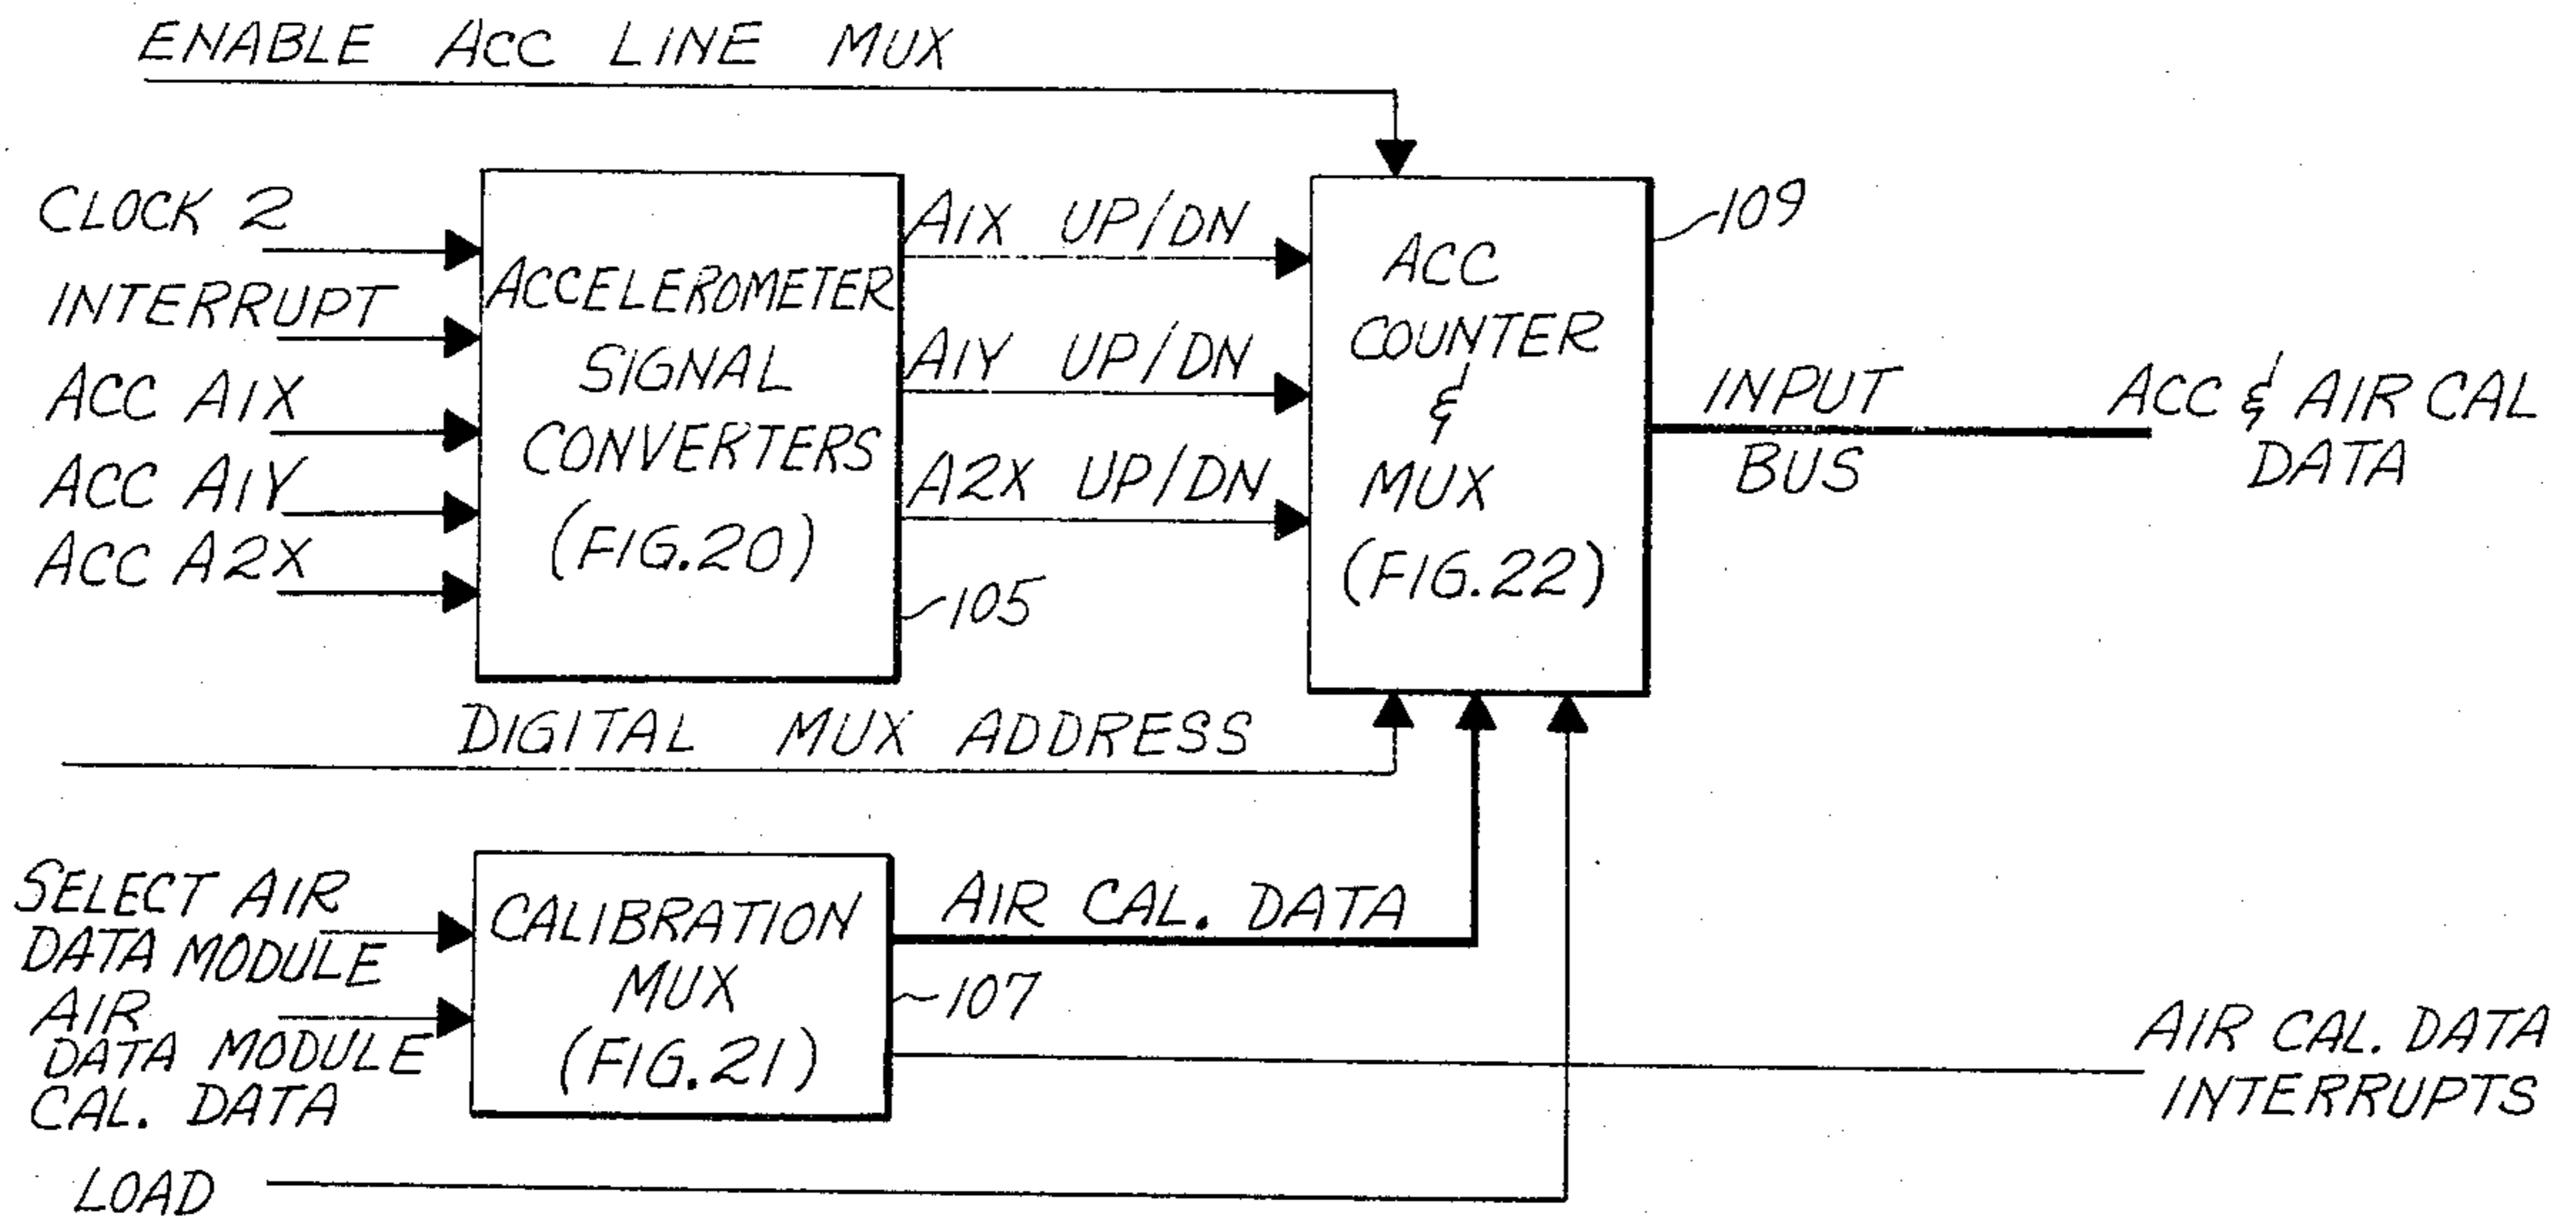 ENABLE ACC LINE MUX
CLOCK 2
INTERRUPT
ACC A1X
ACC A1Y
ACC A2X
ACCELEROMETER
SIGNAL
CONVERTERS
(FIG.20)
105
A1X UP/DN
A1Y UP/DN
A2X UP/DN
ACC
COUNTER
&
MUX
(FIG.22)
109
INPUT
BUS
ACC & AIR CAL
DATA
DIGITAL MUX ADDRESS
SELECT AIR
DATA MODULE
AIR
DATA MODULE
CAL. DATA
CALIBRATION
MUX
(FIG.21)
107
AIR CAL. DATA
AIR CAL. DATA
INTERRUPTS
LOAD